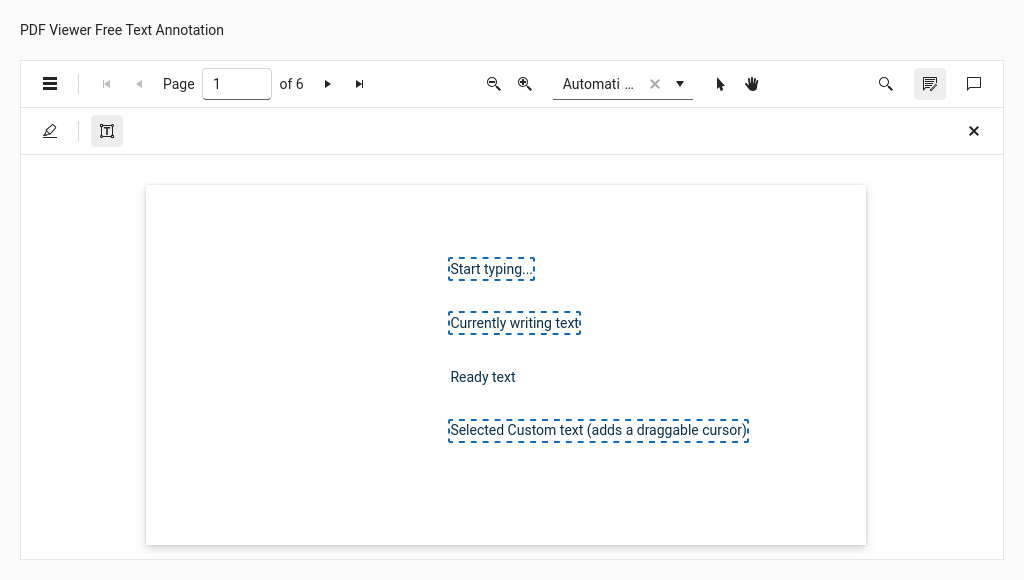 PDF Viewer Free Text Annotation
Page 1 of 6 Automati ...
Start typing...
Currently writing text
Ready text
Selected Custom text (adds a draggable cursor)